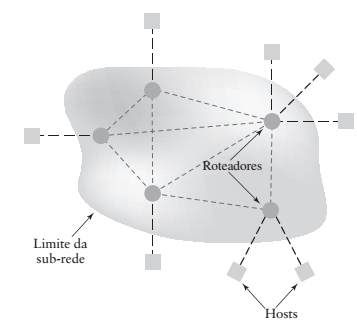 Roteadores
Limite da
sub-rede
Hosts